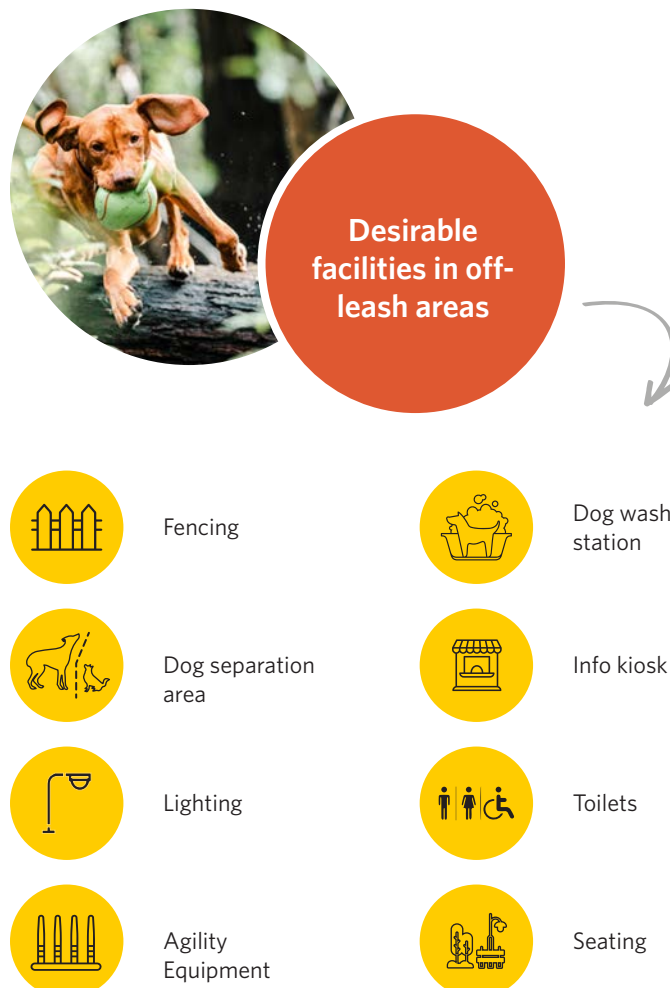 Desirable
facilities in off-
leash areas
Fencing
Dog wash
station
Dog separation
area
Info kiosk
Lighting
Toilets
Agility
Equipment
Seating